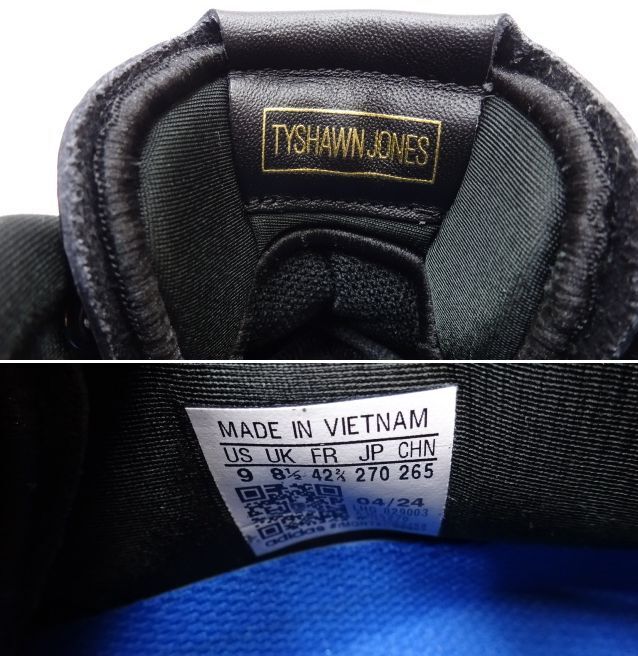 TYSHAWN JONES
MADE IN VIETNAM
US UK FR JP CHN
9 8½ 42⅔ 270 265
04/24
029003
adidas